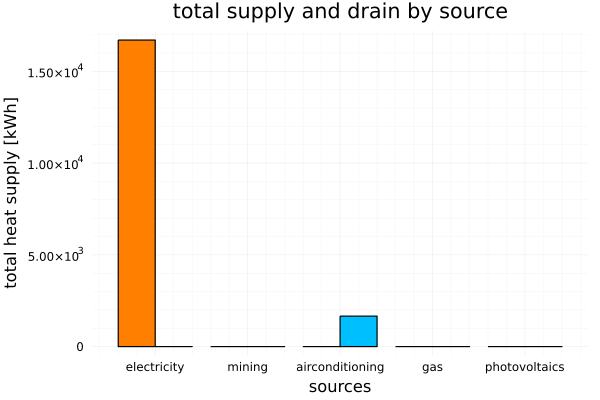 total supply and drain by source
total heat supply [kWh]
1.50×10⁴
1.00×10⁴
5.00×10³
0
electricity mining airconditioning gas photovoltaics
sources